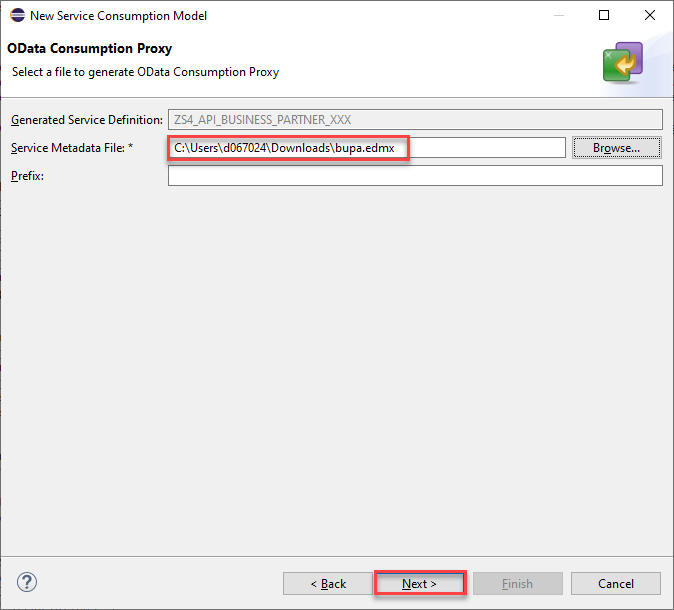 New Service Consumption Model
OData Consumption Proxy
Select a file to generate OData Consumption Proxy
Generated Service Definition: ZS4_API_BUSINESS_PARTNER_XXX
Service Metadata File: * C:\Users\d067024\Downloads\bupa.edmx Browse...
Prefix:
? < Back Next > Finish Cancel